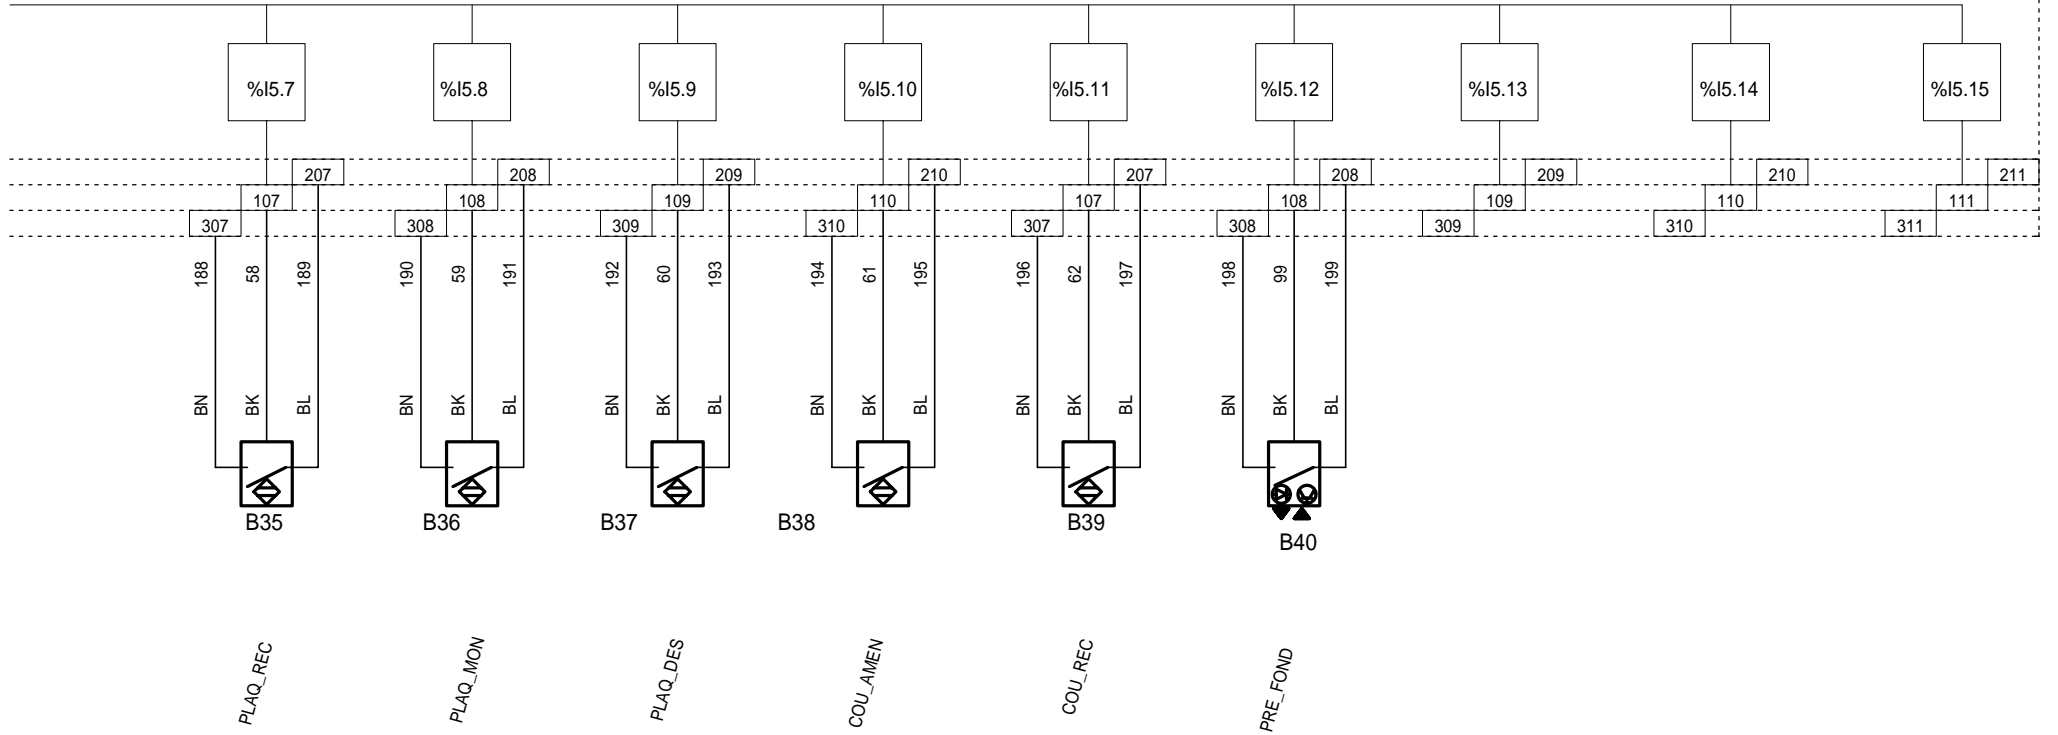 %I5.7 %I5.8 %I5.9 %I5.10 %I5.11 %I5.12 %I5.13 %I5.14 %I5.15
207 208 209 210 207 208 209 210 211
107 108 109 110 107 108 109 110 111
307 308 309 310 307 308 309 310 311
188 58 189 190 59 191 192 60 193 194 61 195 196 62 197 198 99 199
BN BK BL BN BK BL BN BK BL BN BK BL BN BK BL BN BK BL
B35 B36 B37 B38 B39
B40
PLAQ_REC PLAQ_MON PLAQ_DES COU_AMEN COU_REC PRE_FOND